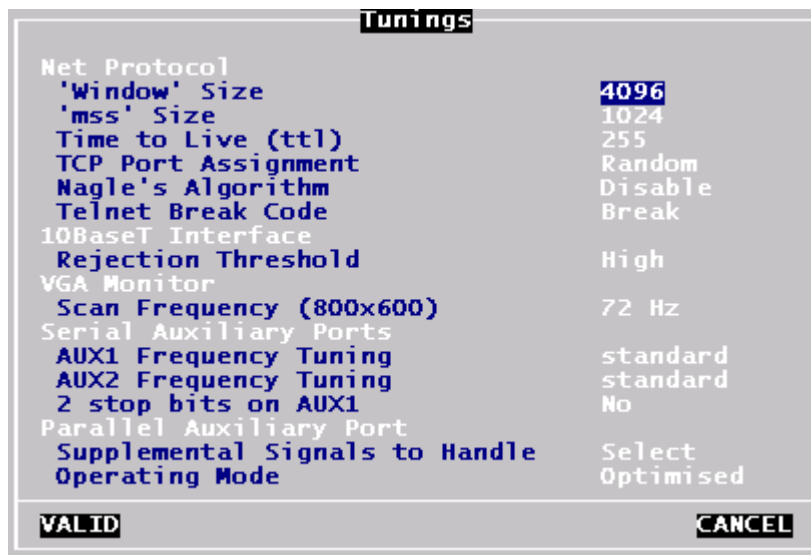 Tunings
Net Protocol
'Window' Size 4096
'mss' Size 1024
Time to Live (ttl) 255
TCP Port Assignment Random
Nagle's Algorithm Disable
Telnet Break Code Break
10BaseT Interface
Rejection Threshold High
VGA Monitor
Scan Frequency (800x600) 72 Hz
Serial Auxiliary Ports
AUX1 Frequency Tuning standard
AUX2 Frequency Tuning standard
2 stop bits on AUX1 No
Parallel Auxiliary Port
Supplemental Signals to Handle Select
Operating Mode Optimised
VALID CANCEL